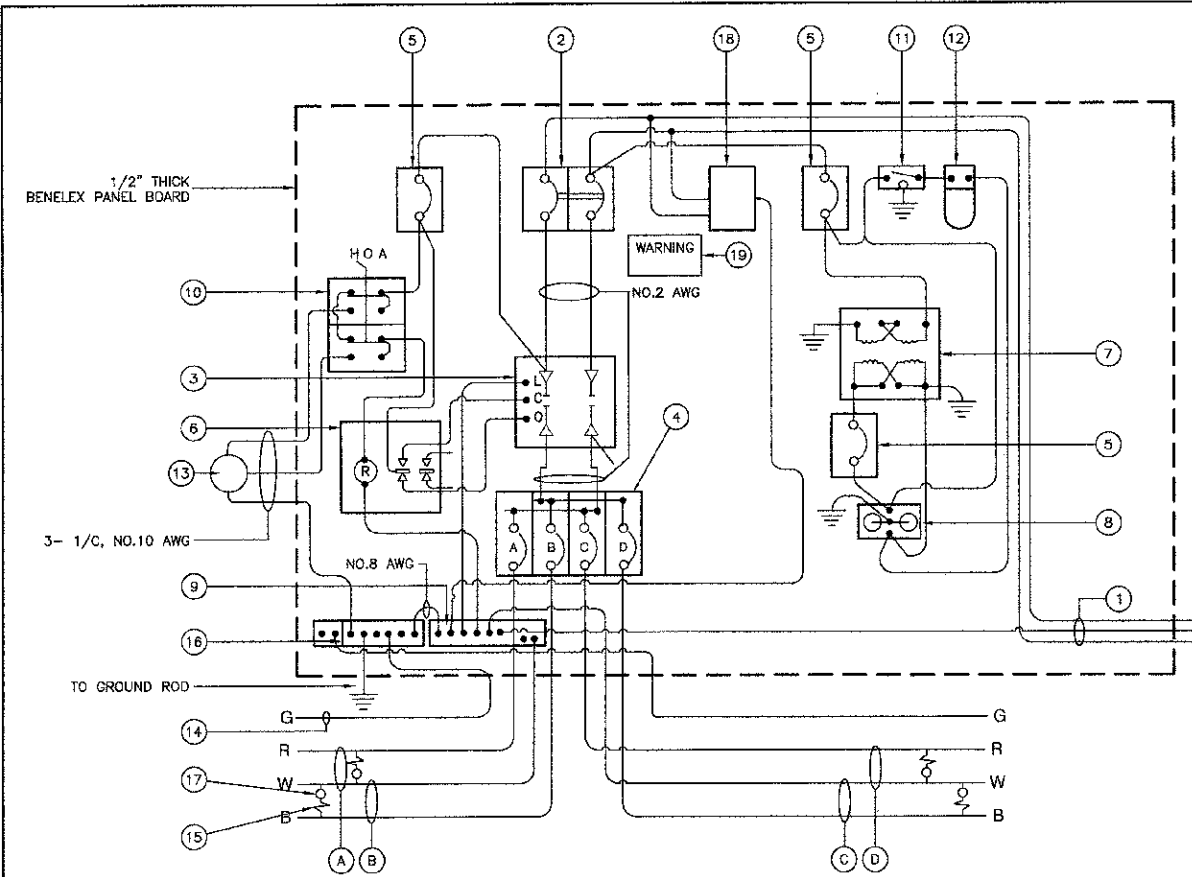 5
2
18
5
11
12
1/2" THICK
BENELEX PANEL BOARD
H O A
WARNING
19
10
NO.2 AWG
3
L
C
O
7
6
4
R
5
13
A B C D
8
3- 1/C, NO.10 AWG
NO.8 AWG
9
1
16
TO GROUND ROD
G
G
14
R
R
17
W
W
15
B
B
A
B
C
D